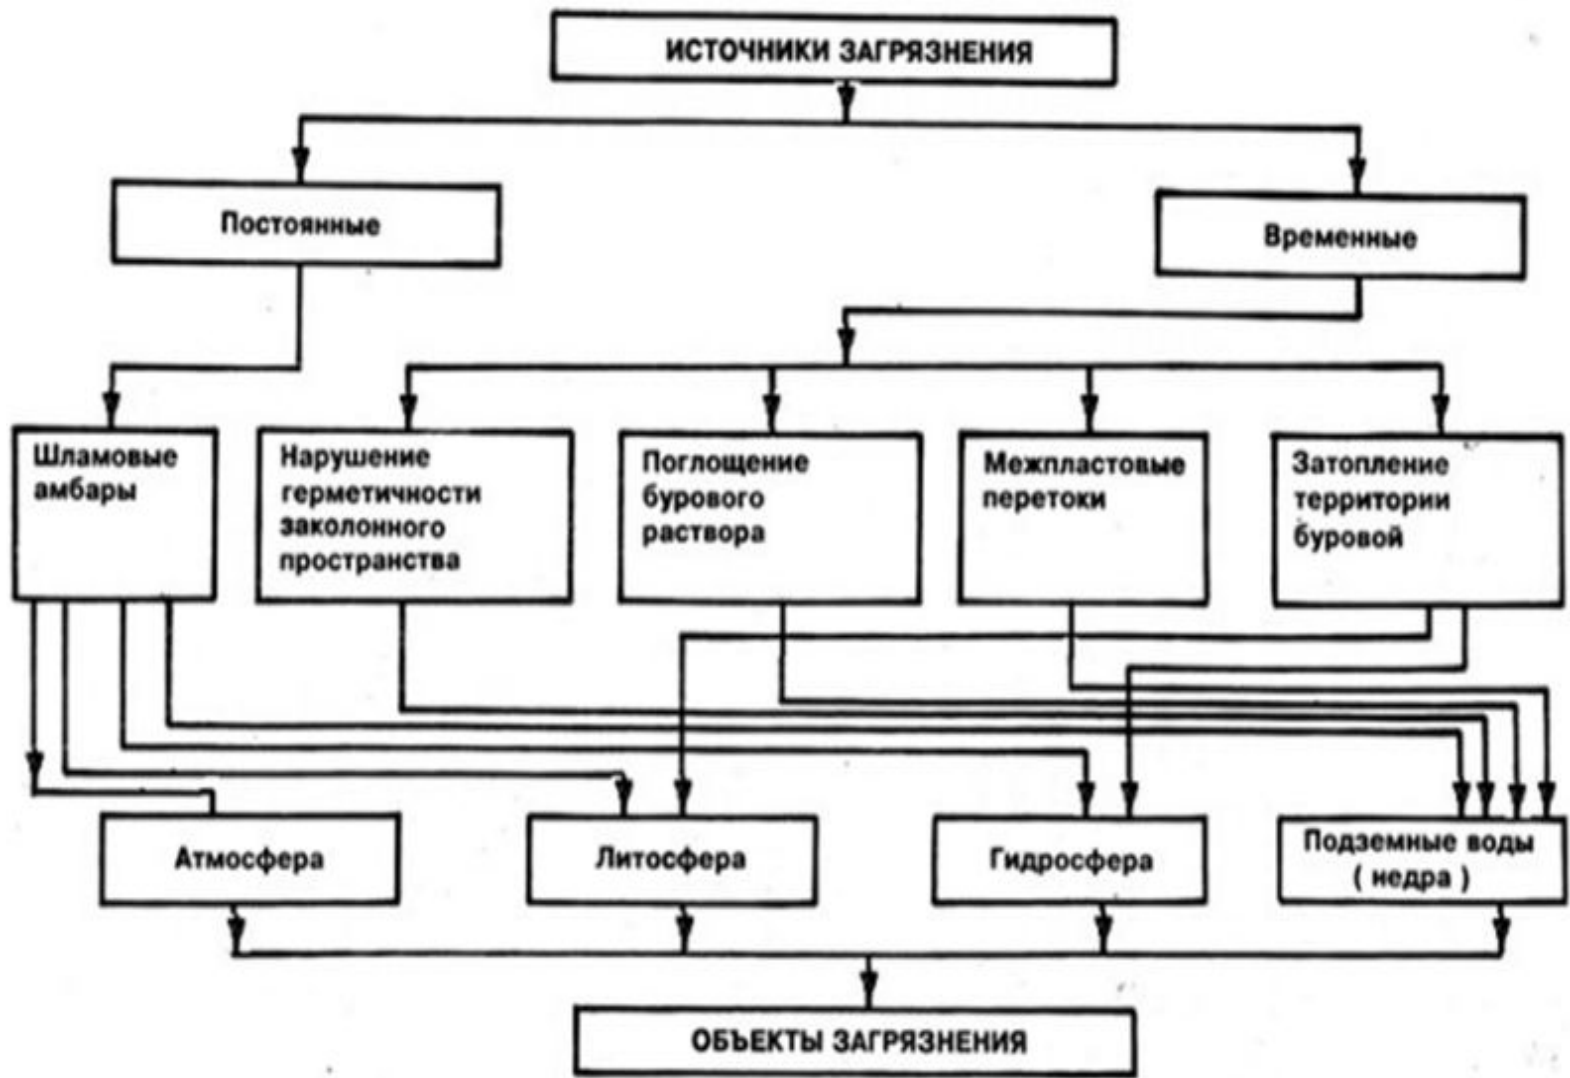 ИСТОЧНИКИ ЗАГРЯЗНЕНИЯ
Постоянные
Временные
Шламовые
амбары
Нарушение
герметичности
заколонного
пространства
Поглощение
бурового
раствора
Межпластовые
перетоки
Затопление
территории
буровой
Атмосфера
Литосфера
Гидросфера
Подземные воды
( недра )
ОБЪЕКТЫ ЗАГРЯЗНЕНИЯ